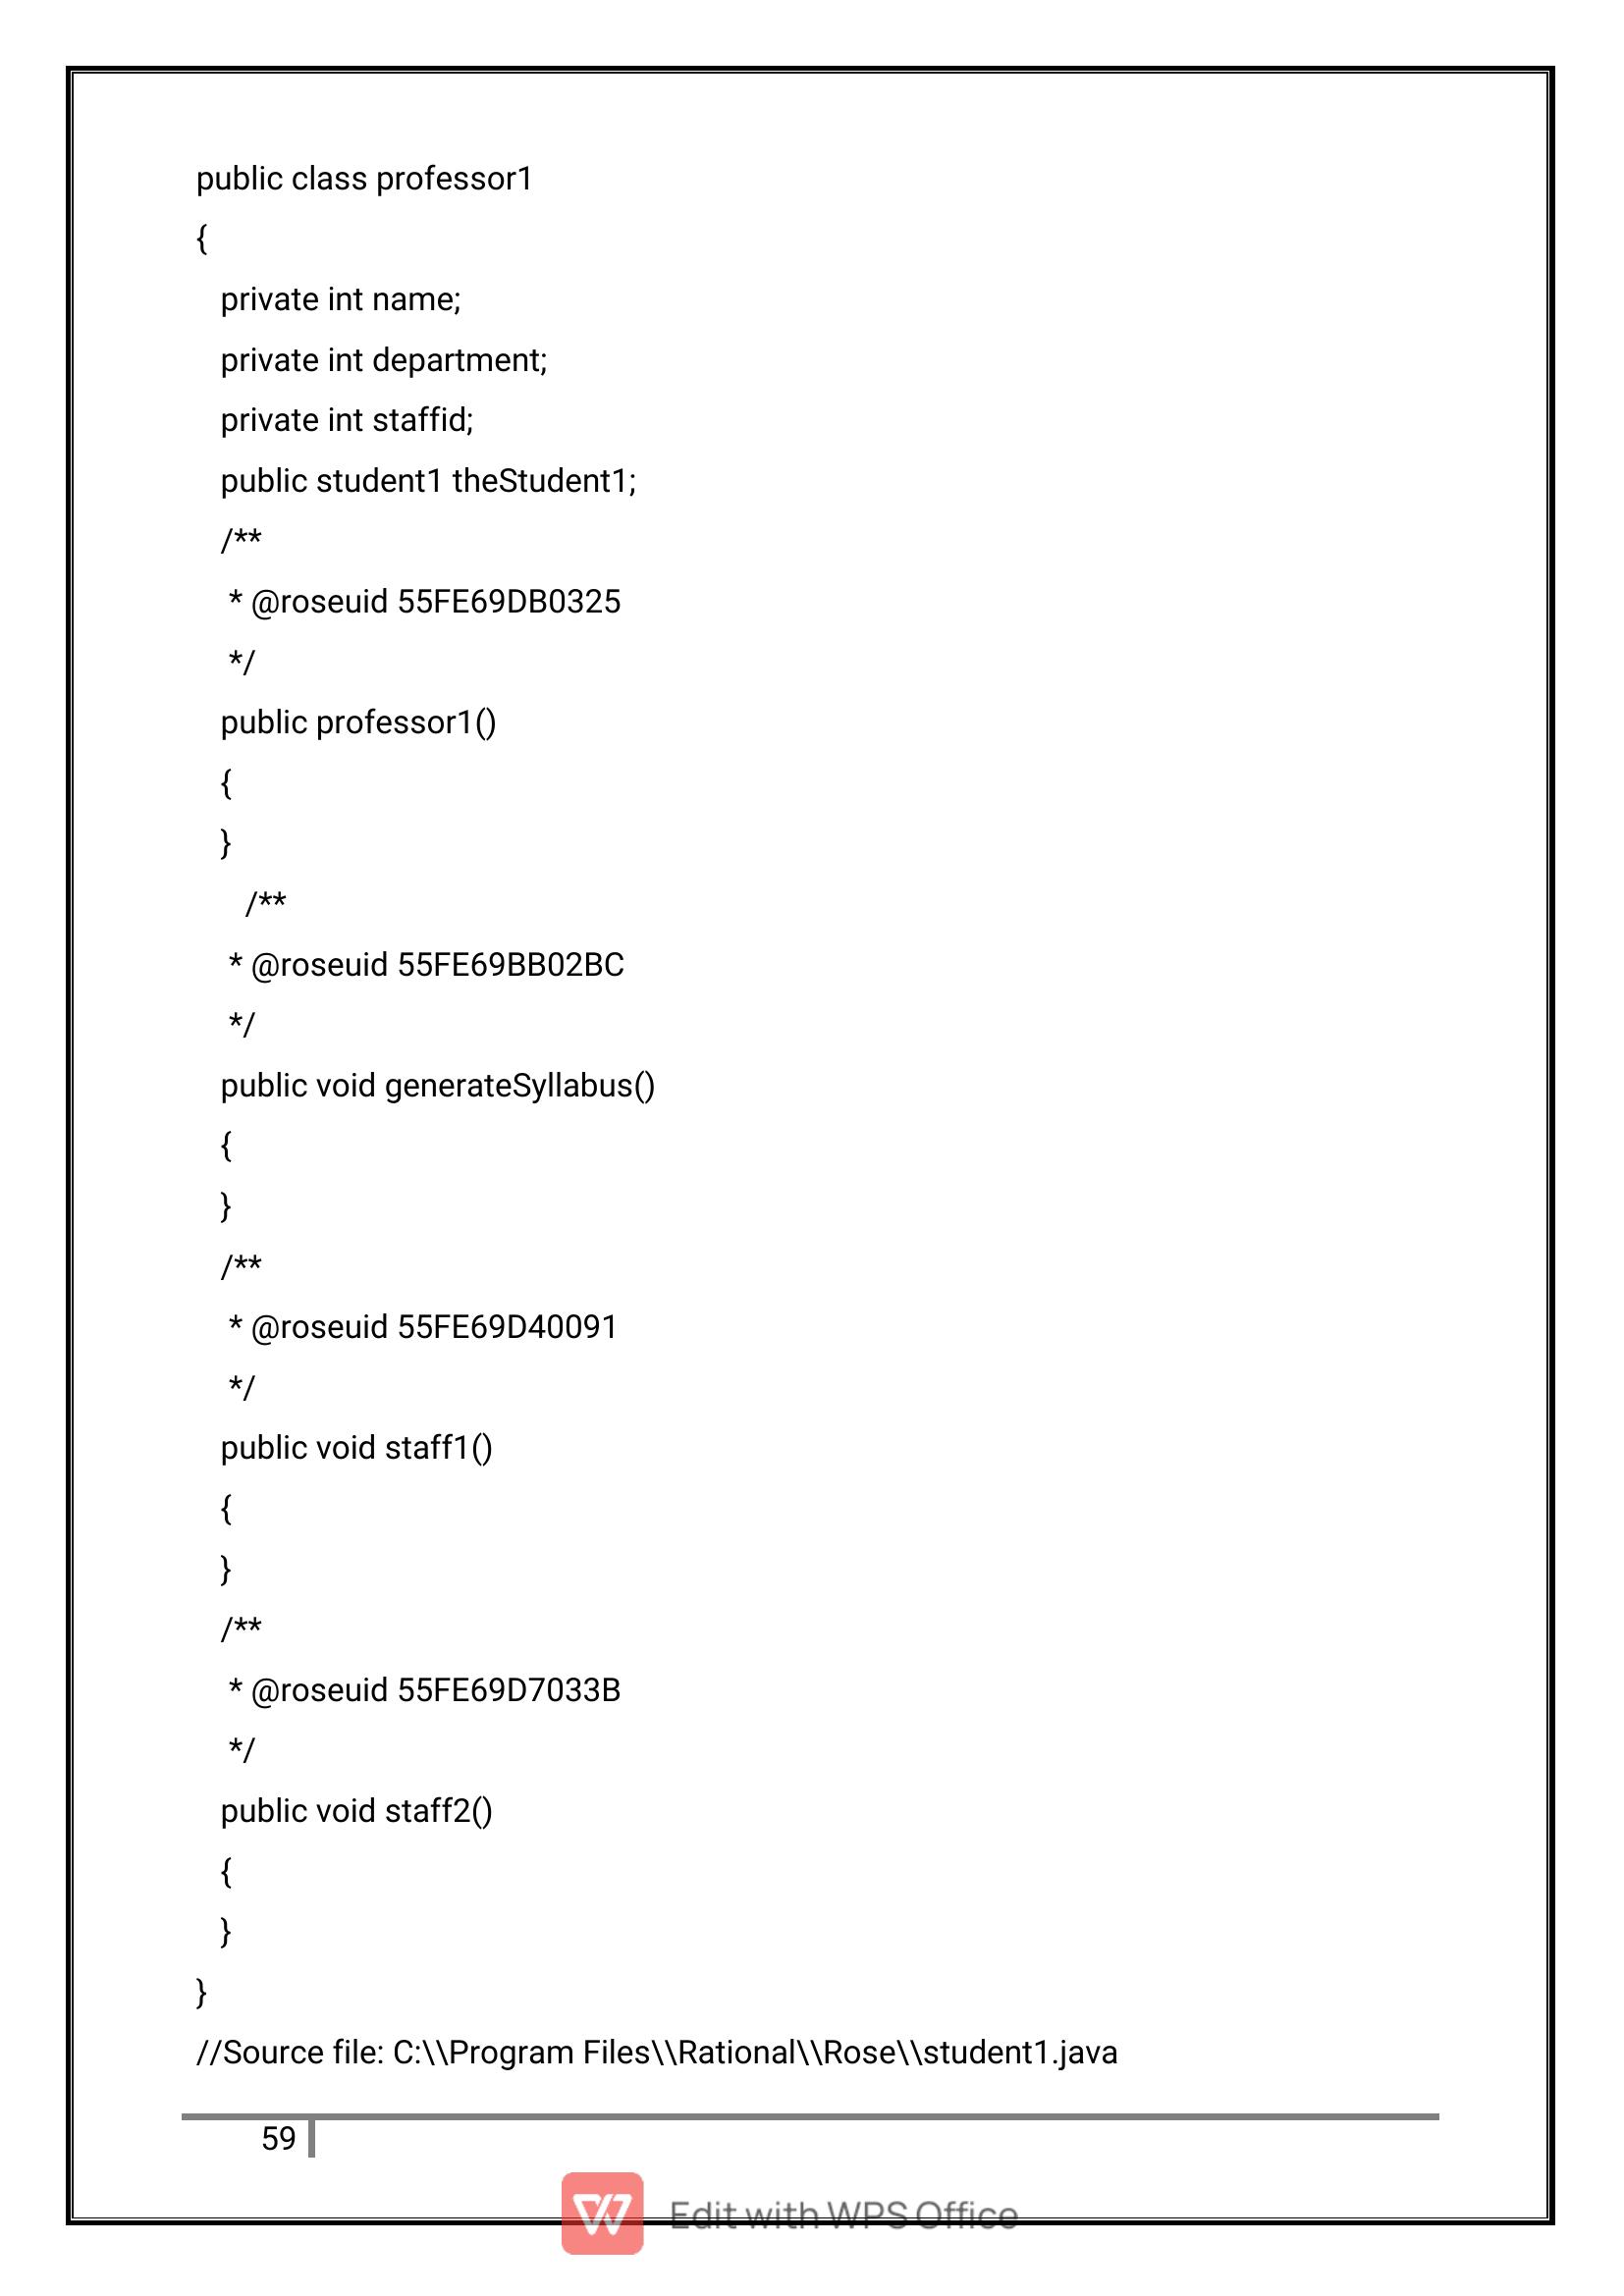 public class professor1
{
private int name;
private int department;
private int staffid;
public student1 theStudent1;
/**
* @roseuid 55FE69DB0325
*/
public professor1()
{
}
/**
* @roseuid 55FE69BB02BC
*/
public void generateSyllabus()
{
}
/**
* @roseuid 55FE69D40091
*/
public void staff1()
{
}
/**
* @roseuid 55FE69D7033B
*/
public void staff2()
{
}
}
//Source file: C:\\Program Files\\Rational\\Rose\\student1.java
59
Edit with WPS Office